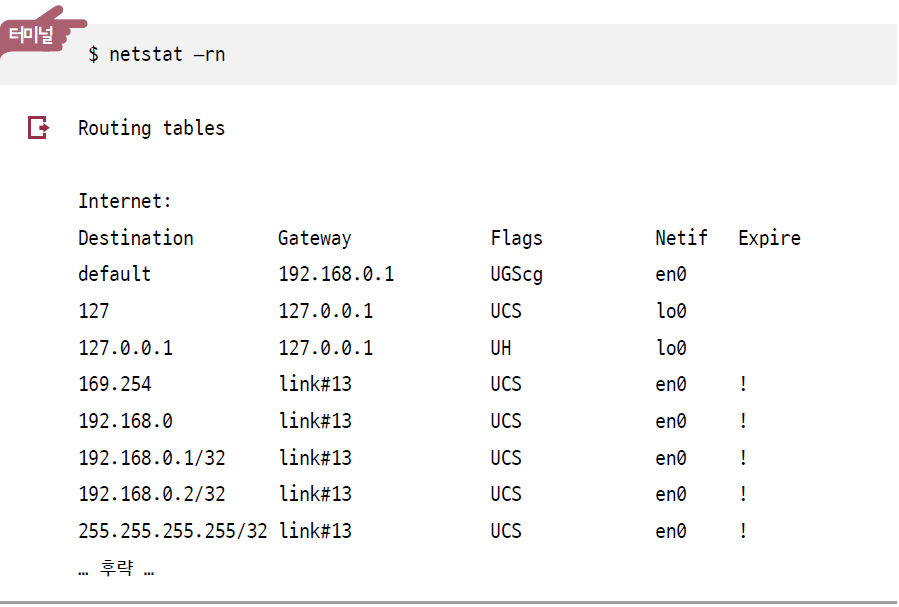 터미널
$ netstat –rn
Routing tables
Internet:
Destination Gateway Flags Netif Expire
default 192.168.0.1 UGScg en0
127 127.0.0.1 UCS lo0
127.0.0.1 127.0.0.1 UH lo0
169.254 link#13 UCS en0 !
192.168.0 link#13 UCS en0 !
192.168.0.1/32 link#13 UCS en0 !
192.168.0.2/32 link#13 UCS en0 !
255.255.255.255/32 link#13 UCS en0 !
… 후략 …